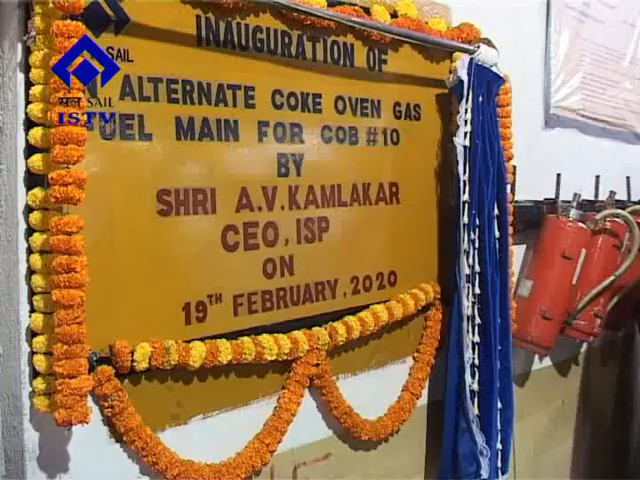 SAIL
सेल SAIL
ISTV
INAUGURATION OF
N ALTERNATE COKE OVEN GAS
FUEL MAIN FOR COB #10
BY
SHRI A.V. KAMLAKAR
CEO, ISP
ON
19TH FEBRUARY, 2020